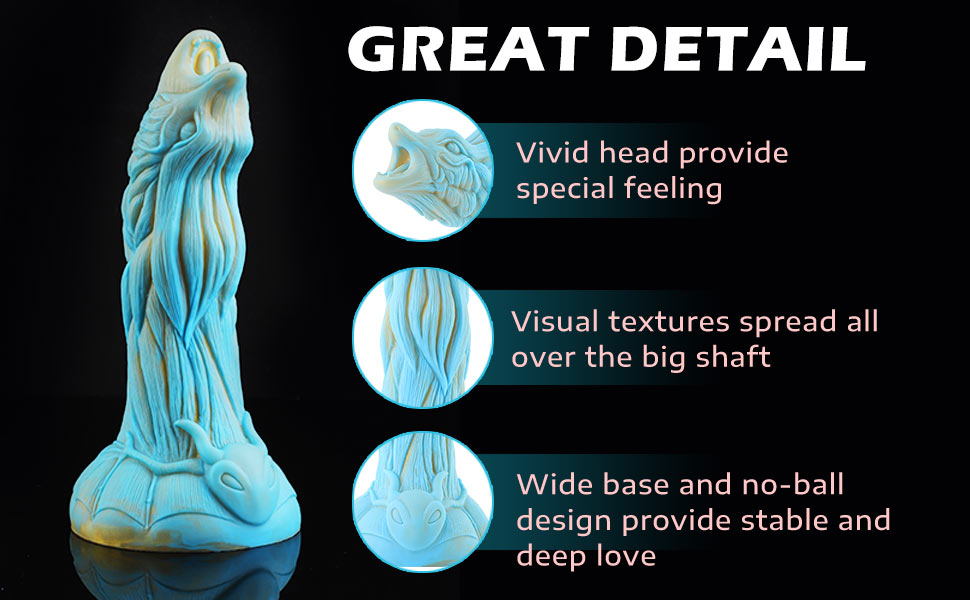 GREAT DETAIL
Vivid head provide
special feeling
Visual textures spread all
over the big shaft
Wide base and no-ball
design provide stable and
deep love